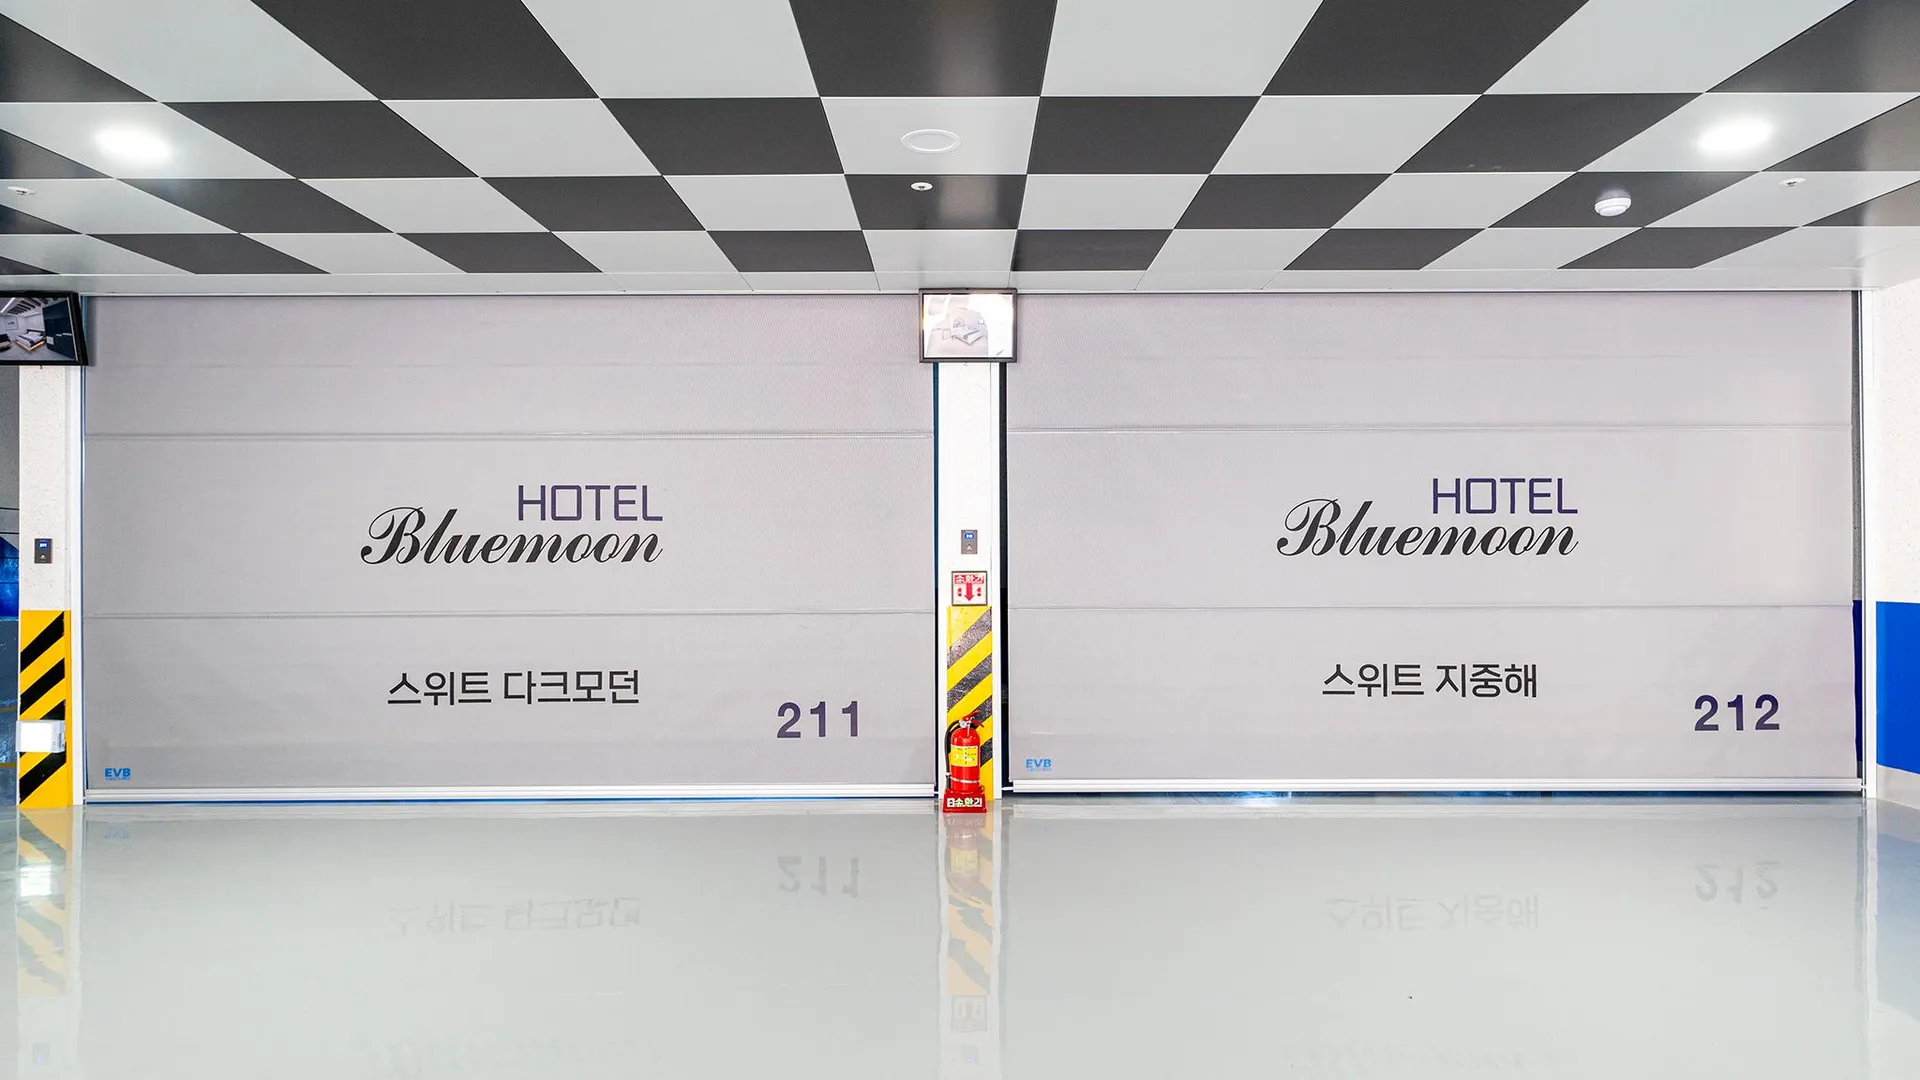 HOTEL
Bluemoon
스위트 다크모던
211
EVB
소화기
소화기
HOTEL
Bluemoon
스위트 지중해
212
EVB